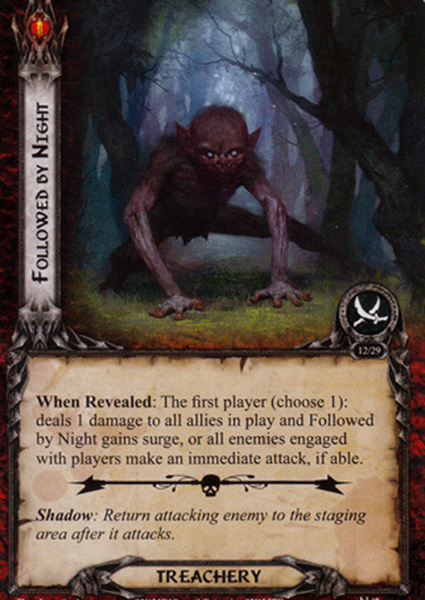 FOLLOWED BY NIGHT
12/29
When Revealed: The first player (choose 1):
deals 1 damage to all allies in play and Followed
by Night gains surge, or all enemies engaged
with players make an immediate attack, if able.
Shadow: Return attacking enemy to the staging
area after it attacks.
TREACHERY